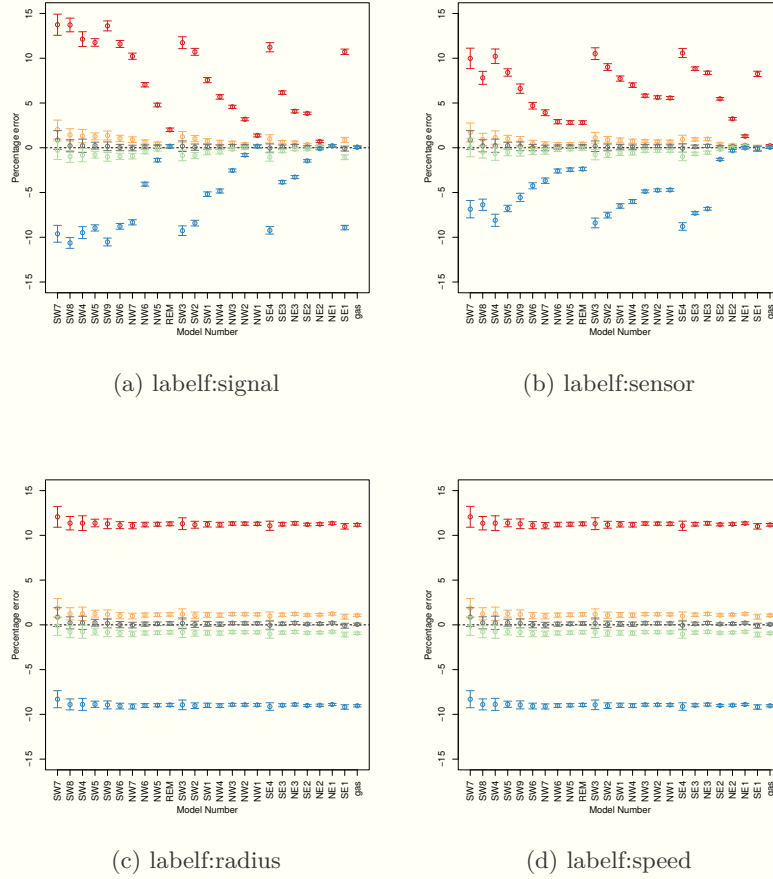 15
10
5
0
−5
−10
−15
Percentage error
SW7 SW8 SW4 SW5 SW9 SW6 NW7 NW6 NW5 REM SW3 SW2 SW1 NW4 NW3 NW2 NW1 SE4 SE3 NE3 SE2 NE2 NE1 SE1 gas
Model Number
(a) labelf:signal
15
10
5
0
−5
−10
−15
Percentage error
SW7 SW8 SW4 SW5 SW9 SW6 NW7 NW6 NW5 REM SW3 SW2 SW1 NW4 NW3 NW2 NW1 SE4 SE3 NE3 SE2 NE2 NE1 SE1 gas
Model Number
(b) labelf:sensor
15
10
5
0
−5
−10
−15
Percentage error
SW7 SW8 SW4 SW5 SW9 SW6 NW7 NW6 NW5 REM SW3 SW2 SW1 NW4 NW3 NW2 NW1 SE4 SE3 NE3 SE2 NE2 NE1 SE1 gas
Model Number
(c) labelf:radius
15
10
5
0
−5
−10
−15
Percentage error
SW7 SW8 SW4 SW5 SW9 SW6 NW7 NW6 NW5 REM SW3 SW2 SW1 NW4 NW3 NW2 NW1 SE4 SE3 NE3 SE2 NE2 NE1 SE1 gas
Model Number
(d) labelf:speed